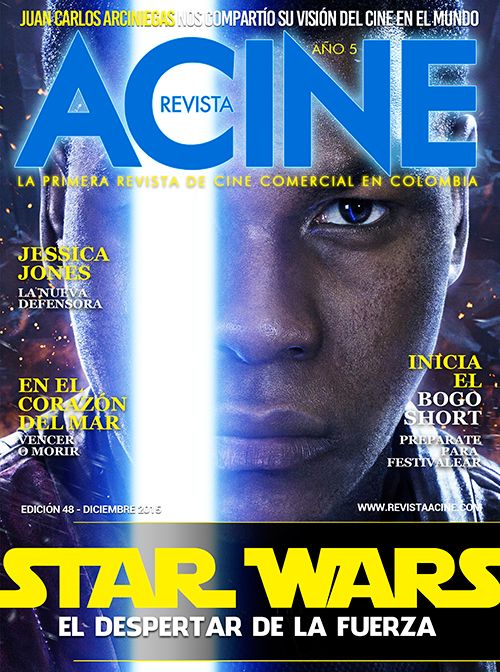 JUAN CARLOS ARCINIEGAS NOS COMPARTÍO SU VISIÓN DEL CINE EN EL MUNDO
AÑO 5
ACINE
REVISTA
LA PRIMERA REVISTA DE CINE COMERCIAL EN COLOMBIA
JESSICA
JONES
LA NUEVA
DEFENSORA
EN EL
CORAZÓN
DEL MAR
VENCER
O MORIR
INICIA
EL
BOGO
SHORT
PREPÁRATE
PARA
FESTIVALEAR
EDICIÓN 48 - DICIEMBRE 2015
WWW.REVISTAACINE.COM
STAR WARS
EL DESPERTAR DE LA FUERZA